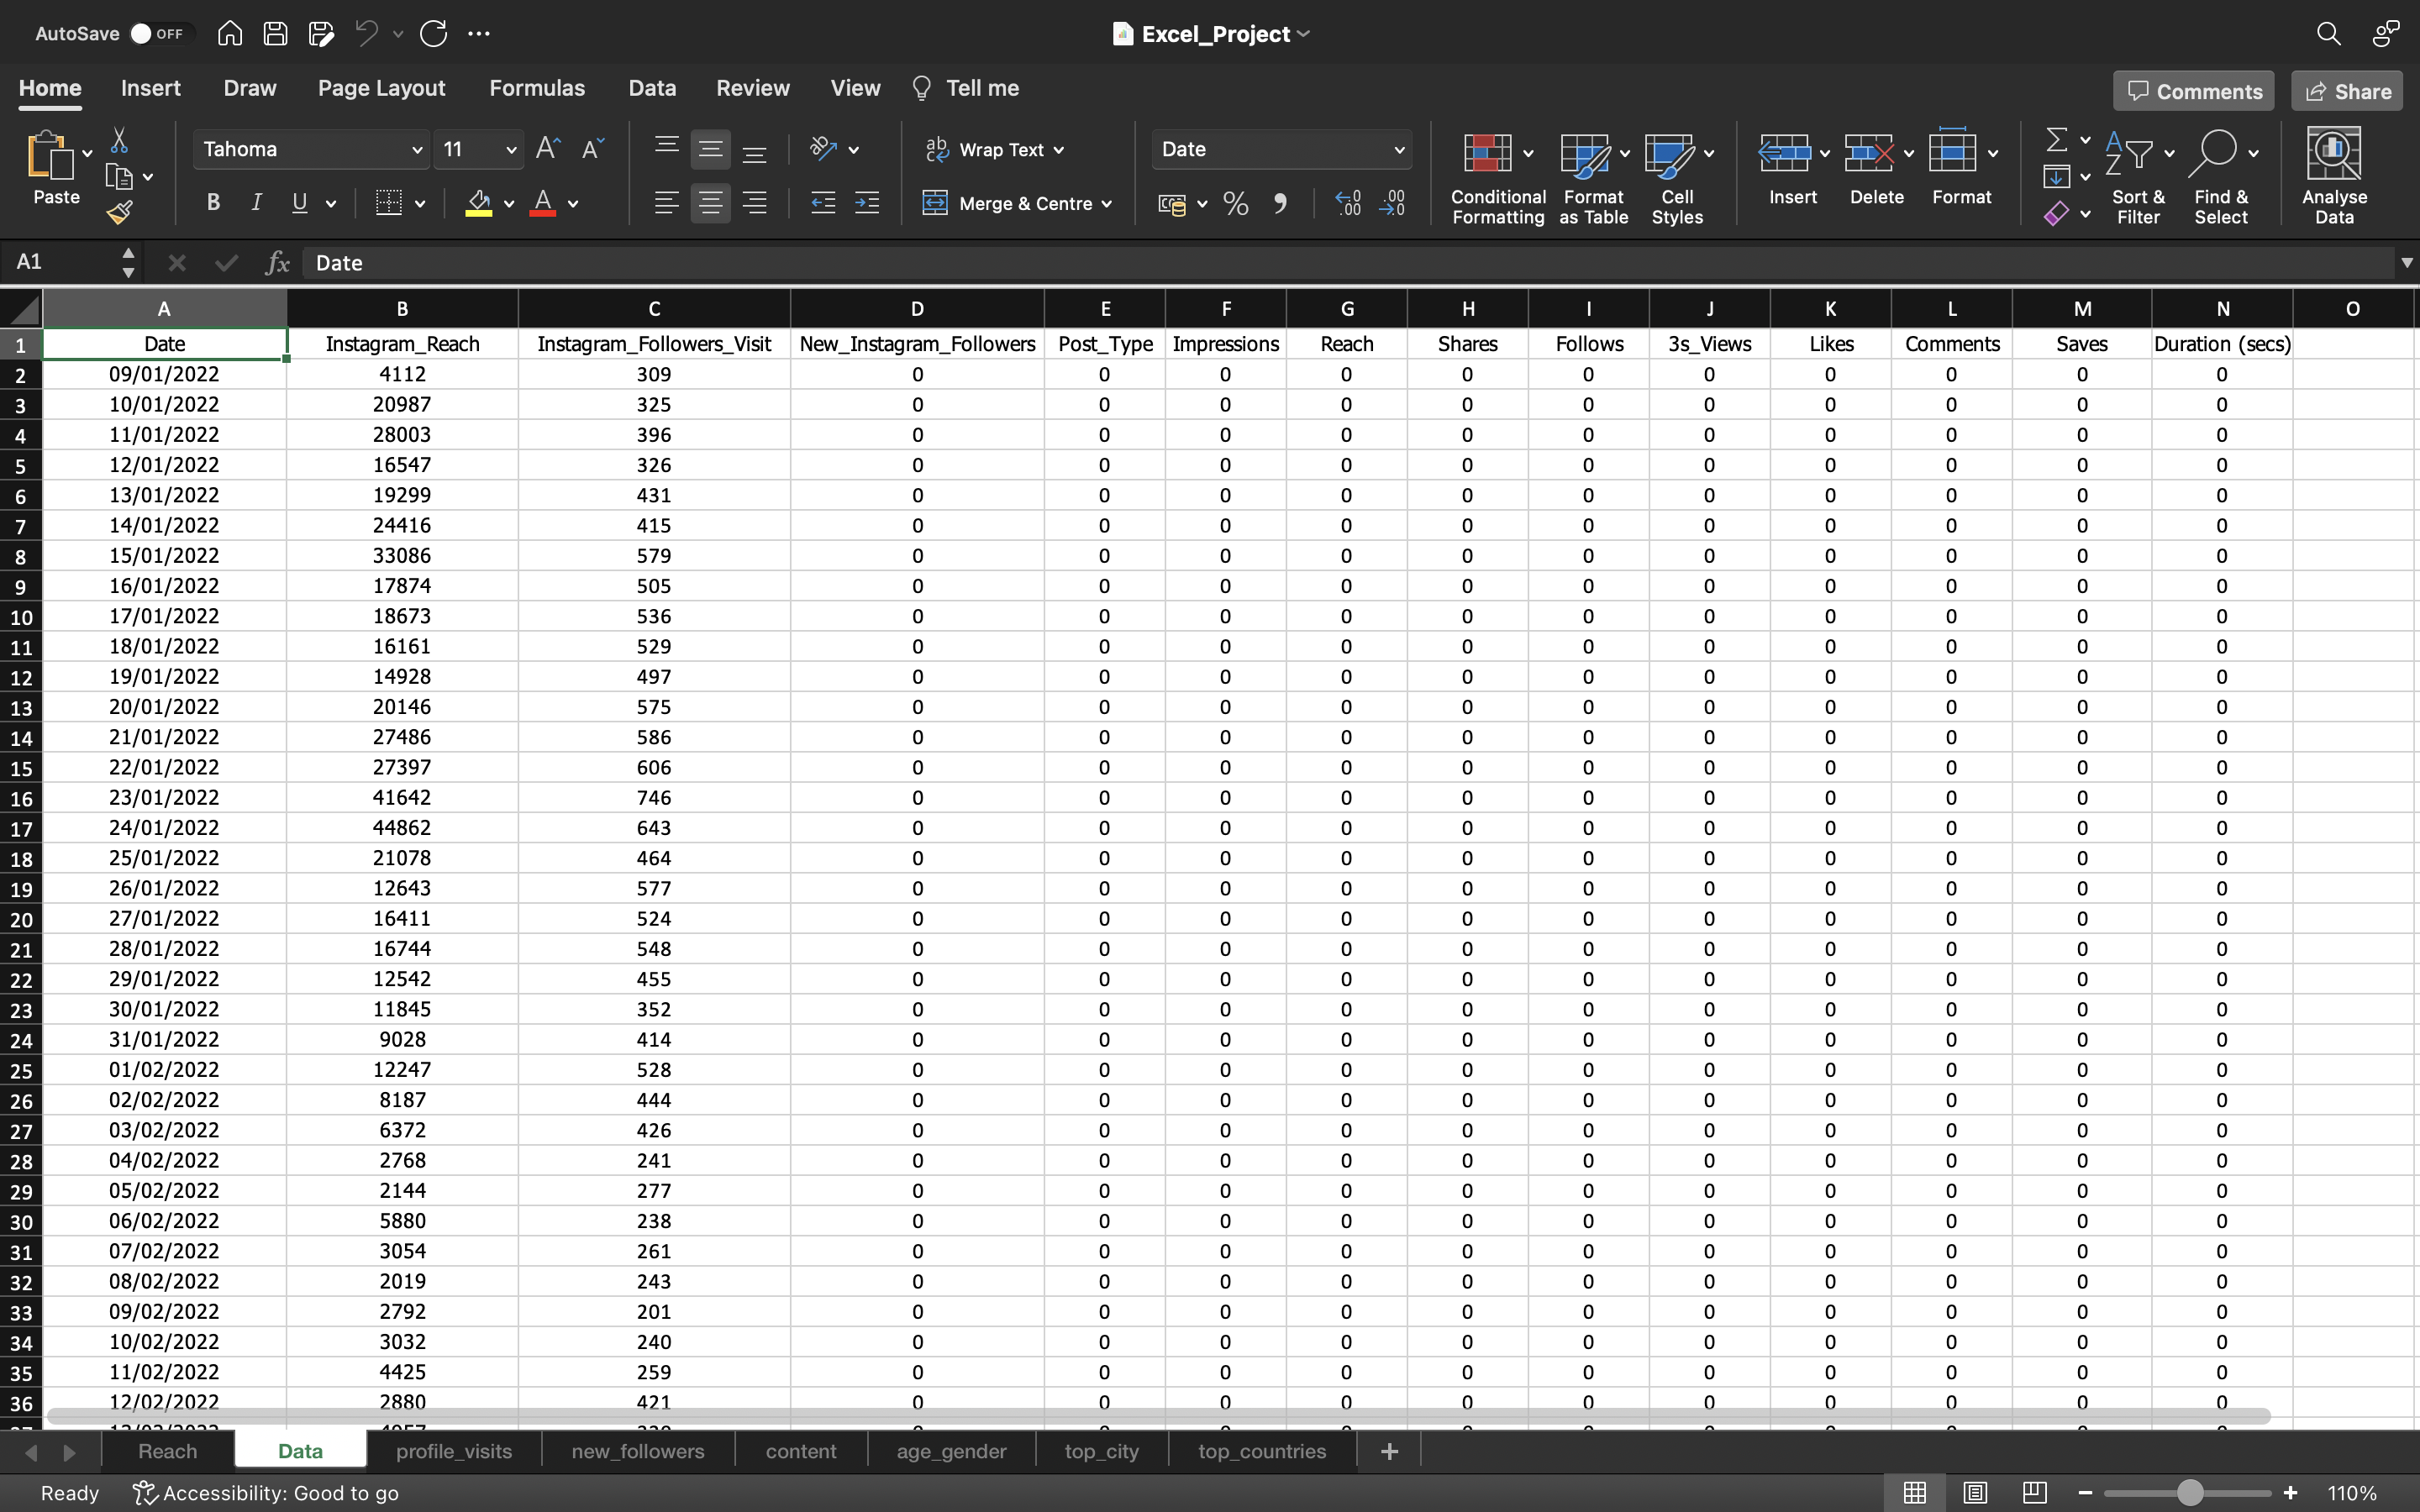 AutoSave OFF Excel_Project
Home Insert Draw Page Layout Formulas Data Review View Tell me Comments Share
Paste Tahoma 11 Wrap Text Date Conditional Formatting Format as Table Cell Styles Insert Delete Format Sort & Filter Find & Select Analyse Data
B I U Merge & Centre % .00
A1 fx Date
A B C D E F G H I J K L M N O
1 Date Instagram_Reach Instagram_Followers_Visit New_Instagram_Followers Post_Type Impressions Reach Shares Follows 3s_Views Likes Comments Saves Duration (secs)
2 09/01/2022 4112 309 0 0 0 0 0 0 0 0 0 0 0
3 10/01/2022 20987 325 0 0 0 0 0 0 0 0 0 0 0
4 11/01/2022 28003 396 0 0 0 0 0 0 0 0 0 0 0
5 12/01/2022 16547 326 0 0 0 0 0 0 0 0 0 0 0
6 13/01/2022 19299 431 0 0 0 0 0 0 0 0 0 0 0
7 14/01/2022 24416 415 0 0 0 0 0 0 0 0 0 0 0
8 15/01/2022 33086 579 0 0 0 0 0 0 0 0 0 0 0
9 16/01/2022 17874 505 0 0 0 0 0 0 0 0 0 0 0
10 17/01/2022 18673 536 0 0 0 0 0 0 0 0 0 0 0
11 18/01/2022 16161 529 0 0 0 0 0 0 0 0 0 0 0
12 19/01/2022 14928 497 0 0 0 0 0 0 0 0 0 0 0
13 20/01/2022 20146 575 0 0 0 0 0 0 0 0 0 0 0
14 21/01/2022 27486 586 0 0 0 0 0 0 0 0 0 0 0
15 22/01/2022 27397 606 0 0 0 0 0 0 0 0 0 0 0
16 23/01/2022 41642 746 0 0 0 0 0 0 0 0 0 0 0
17 24/01/2022 44862 643 0 0 0 0 0 0 0 0 0 0 0
18 25/01/2022 21078 464 0 0 0 0 0 0 0 0 0 0 0
19 26/01/2022 12643 577 0 0 0 0 0 0 0 0 0 0 0
20 27/01/2022 16411 524 0 0 0 0 0 0 0 0 0 0 0
21 28/01/2022 16744 548 0 0 0 0 0 0 0 0 0 0 0
22 29/01/2022 12542 455 0 0 0 0 0 0 0 0 0 0 0
23 30/01/2022 11845 352 0 0 0 0 0 0 0 0 0 0 0
24 31/01/2022 9028 414 0 0 0 0 0 0 0 0 0 0 0
25 01/02/2022 12247 528 0 0 0 0 0 0 0 0 0 0 0
26 02/02/2022 8187 444 0 0 0 0 0 0 0 0 0 0 0
27 03/02/2022 6372 426 0 0 0 0 0 0 0 0 0 0 0
28 04/02/2022 2768 241 0 0 0 0 0 0 0 0 0 0 0
29 05/02/2022 2144 277 0 0 0 0 0 0 0 0 0 0 0
30 06/02/2022 5880 238 0 0 0 0 0 0 0 0 0 0 0
31 07/02/2022 3054 261 0 0 0 0 0 0 0 0 0 0 0
32 08/02/2022 2019 243 0 0 0 0 0 0 0 0 0 0 0
33 09/02/2022 2792 201 0 0 0 0 0 0 0 0 0 0 0
34 10/02/2022 3032 240 0 0 0 0 0 0 0 0 0 0 0
35 11/02/2022 4425 259 0 0 0 0 0 0 0 0 0 0 0
36 12/02/2022 2880 421 0 0 0 0 0 0 0 0 0 0 0
Reach Data profile_visits new_followers content age_gender top_city top_countries +
Ready Accessibility: Good to go 110%